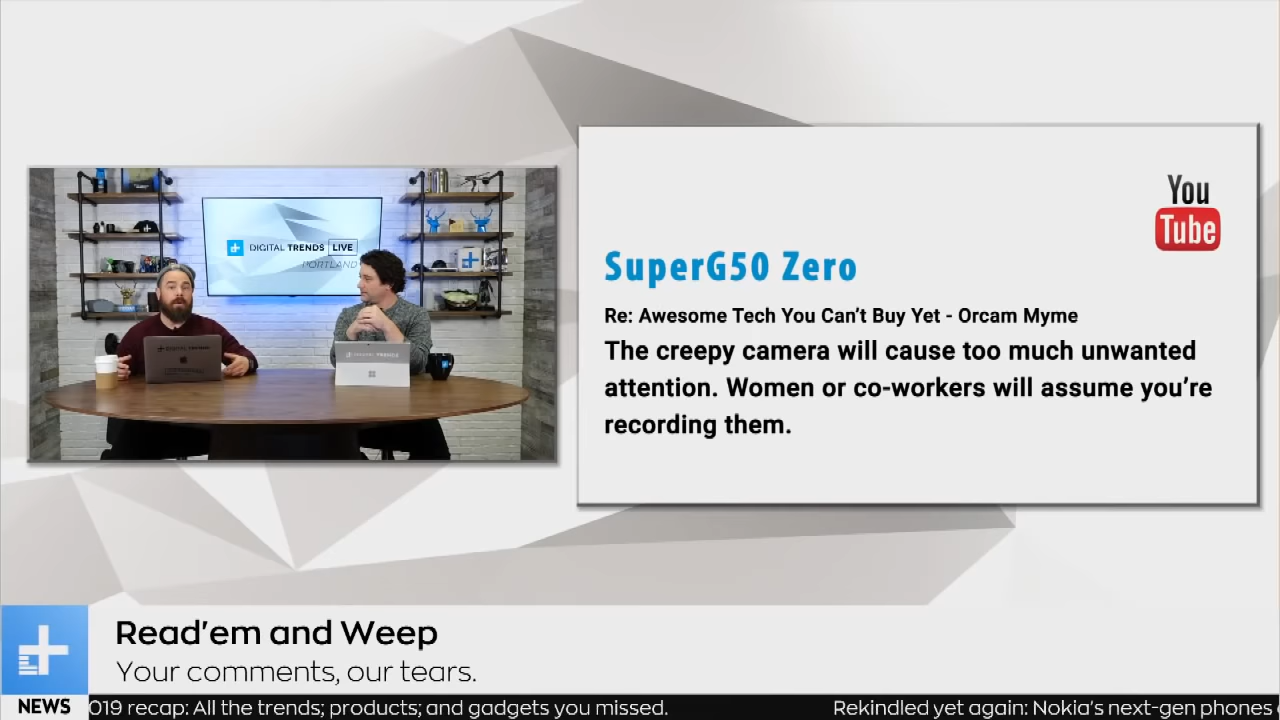 DIGITAL TRENDS LIVE
PORTLAND
DIGITAL TRENDS
You
Tube
SuperG50 Zero
Re: Awesome Tech You Can't Buy Yet - Orcam Myme
The creepy camera will cause too much unwanted
attention. Women or co-workers will assume you're
recording them.
Read'em and Weep
Your comments, our tears.
NEWS
019 recap: All the trends; products; and gadgets you missed.
Rekindled yet again: Nokia's next-gen phones